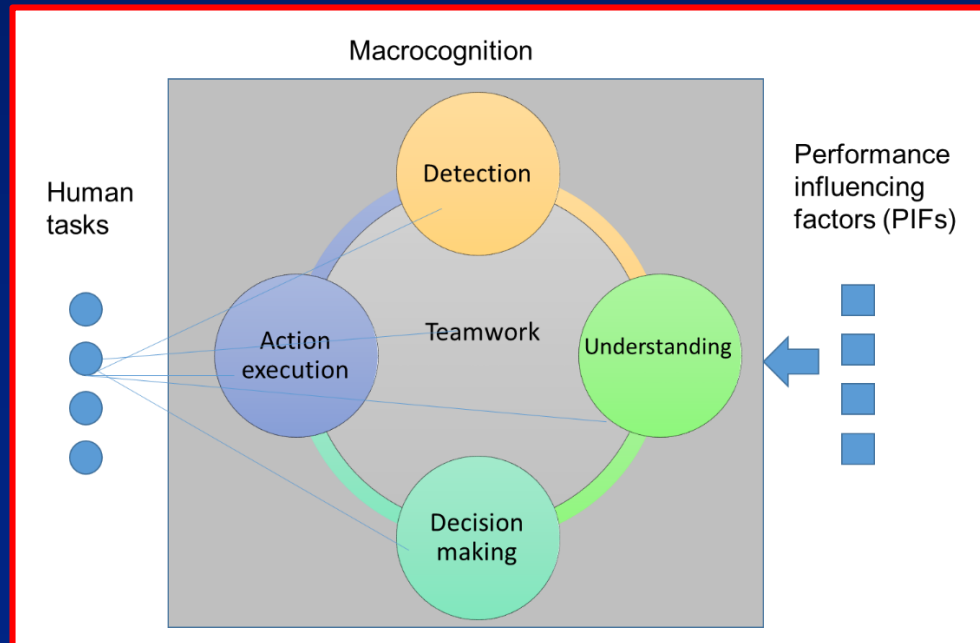 Macrocognition
Human
tasks
Detection
Performance
influencing
factors (PIFs)
Action
execution
Teamwork
Understanding
Decision
making